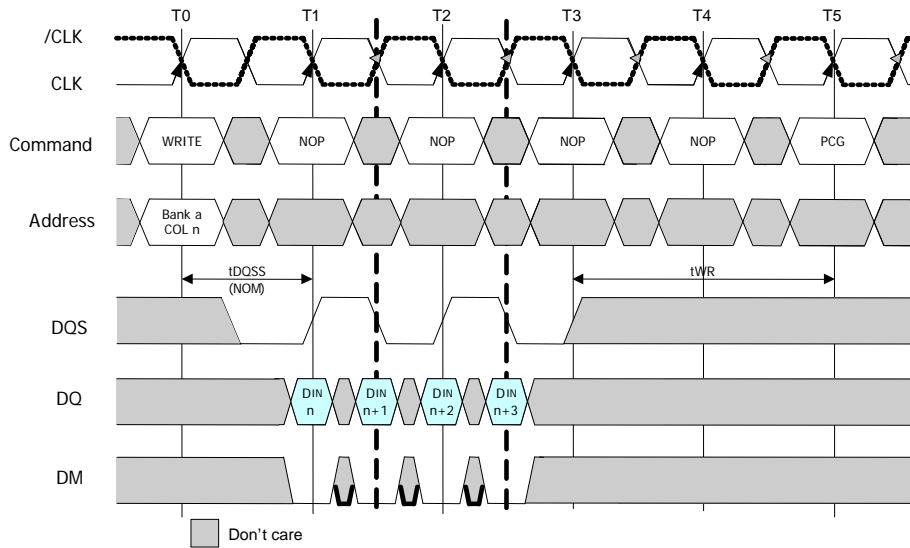 T0 T1 T2 T3 T4 T5
/CLK
CLK
Command WRITE NOP NOP NOP NOP PCG
Address Bank a
COL n
tDQSS
(NOM)
tWR
DQS
DQ
DIN
n
DIN
n+1
DIN
n+2
DIN
n+3
DM
Don't care